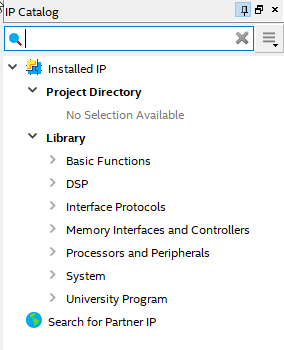 IP Catalog
Installed IP
Project Directory
No Selection Available
Library
Basic Functions
DSP
Interface Protocols
Memory Interfaces and Controllers
Processors and Peripherals
System
University Program
Search for Partner IP